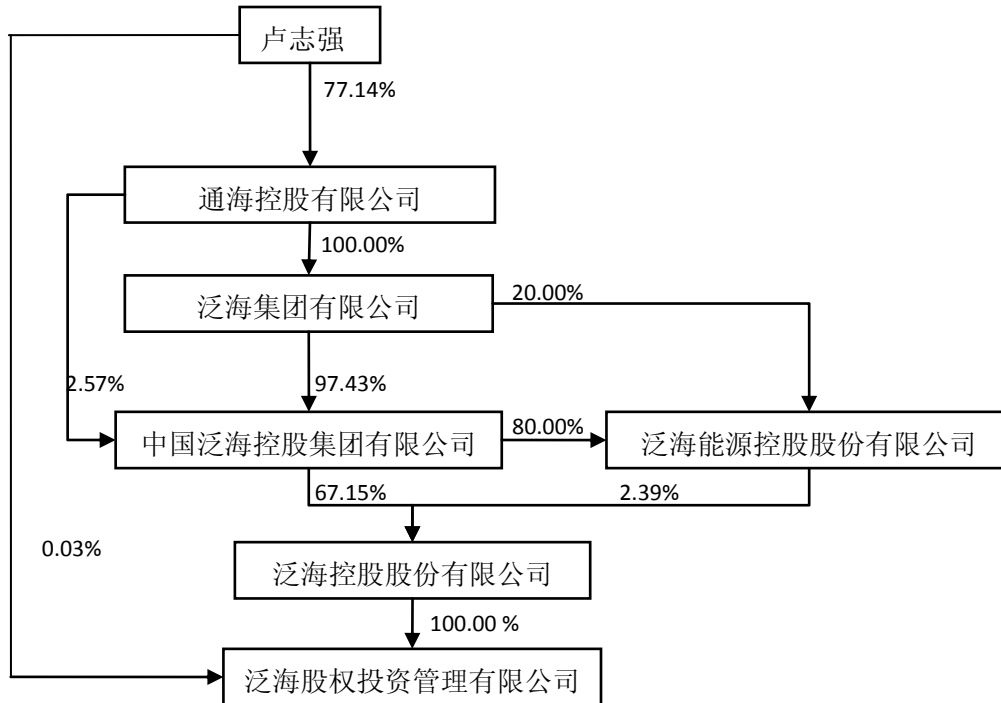 卢志强
77.14%
通海控股有限公司
100.00%
泛海集团有限公司
20.00%
2.57%
97.43%
中国泛海控股集团有限公司
80.00%
泛海能源控股股份有限公司
67.15%
2.39%
0.03%
泛海控股股份有限公司
100.00 %
泛海股权投资管理有限公司